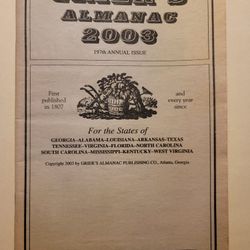 GRIER'S
ALMANAC
2003
197th ANNUAL ISSUE
First
published
in 1807
and
every year
since
For the States of
GEORGIA–ALABAMA–LOUISIANA–ARKANSAS–TEXAS
TENNESSEE–VIRGINIA–FLORIDA–NORTH CAROLINA
SOUTH CAROLINA–MISSISSIPPI–KENTUCKY–WEST VIRGINIA
Copyright 2003 by GRIER'S ALMANAC PUBLISHING CO., Atlanta, Georgia